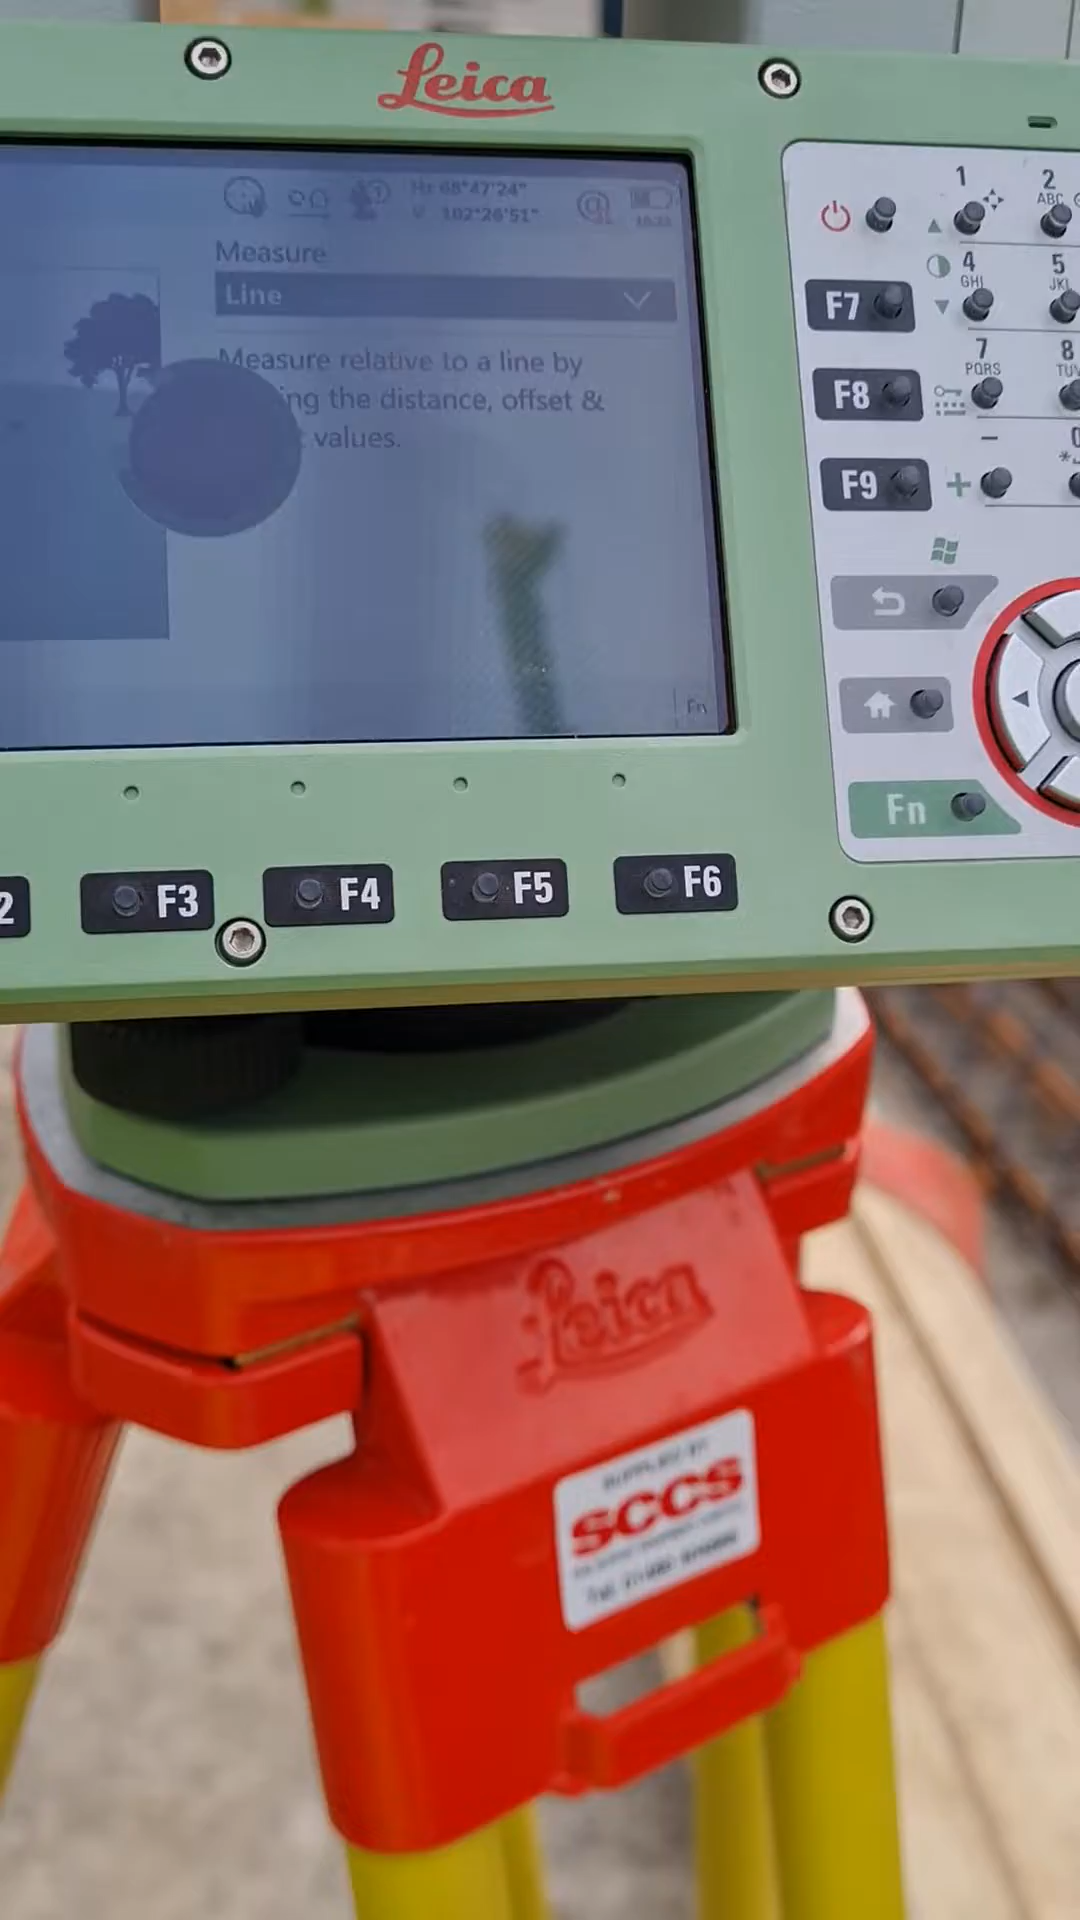 Leica
Hz 68°47'24"
V 102°26'51"
Measure
Line
Measure relative to a line by
ing the distance, offset &
values.
Fn
1
2
ABC
4
GHI
5
JKL
7
PQRS
8
TUV
-
+
F7
F8
F9
Fn
2
F3
F4
F5
F6
Leica
SUPPLIED BY
SCCS